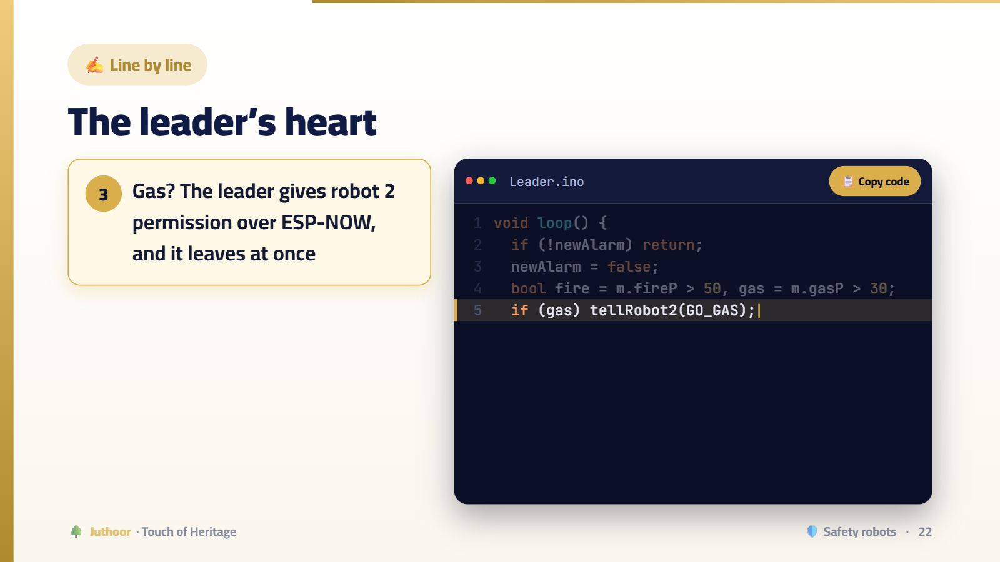 ✍️ Line by line
The leader’s heart
3
Gas? The leader gives robot 2
permission over ESP-NOW,
and it leaves at once
Leader.ino
📋 Copy code
1 void loop() {
2   if (!newAlarm) return;
3   newAlarm = false;
4   bool fire = m.fireP > 50, gas = m.gasP > 30;
5   if (gas) tellRobot2(GO_GAS);
🌳 Juthoor · Touch of Heritage
🛡️ Safety robots · 22